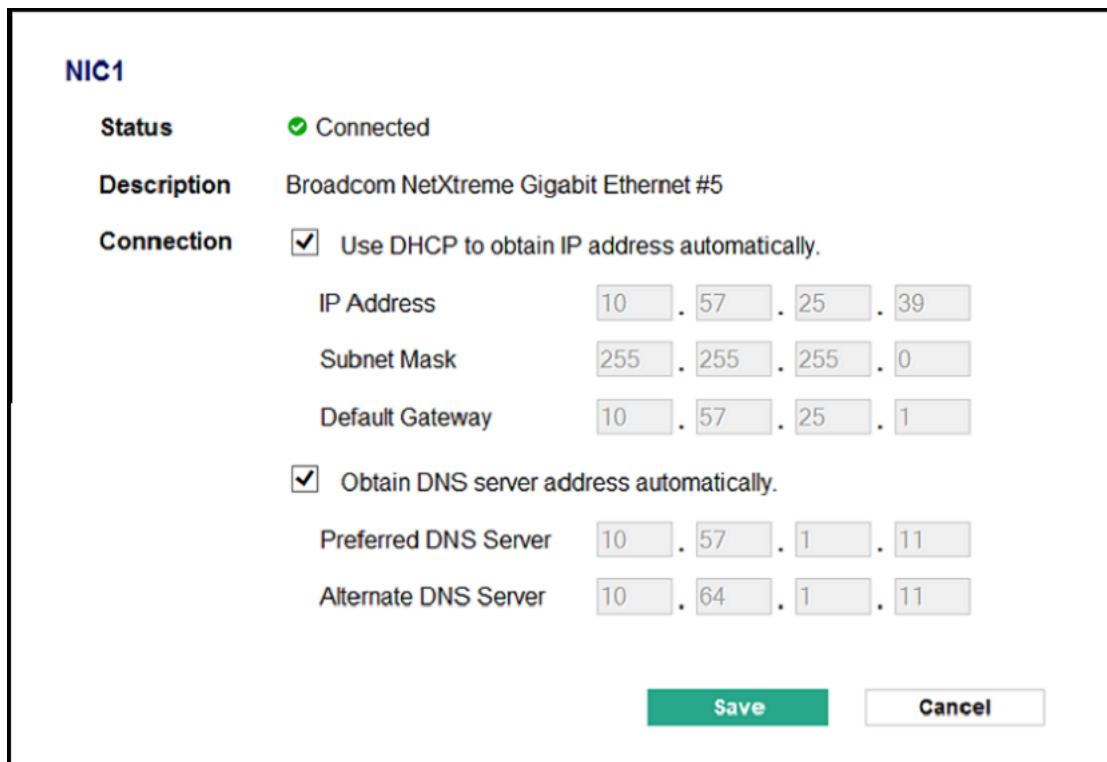 NIC1
Status Connected
Description Broadcom NetXtreme Gigabit Ethernet #5
Connection Use DHCP to obtain IP address automatically.
IP Address 10 . 57 . 25 . 39
Subnet Mask 255 . 255 . 255 . 0
Default Gateway 10 . 57 . 25 . 1
Obtain DNS server address automatically.
Preferred DNS Server 10 . 57 . 1 . 11
Alternate DNS Server 10 . 64 . 1 . 11
Save Cancel